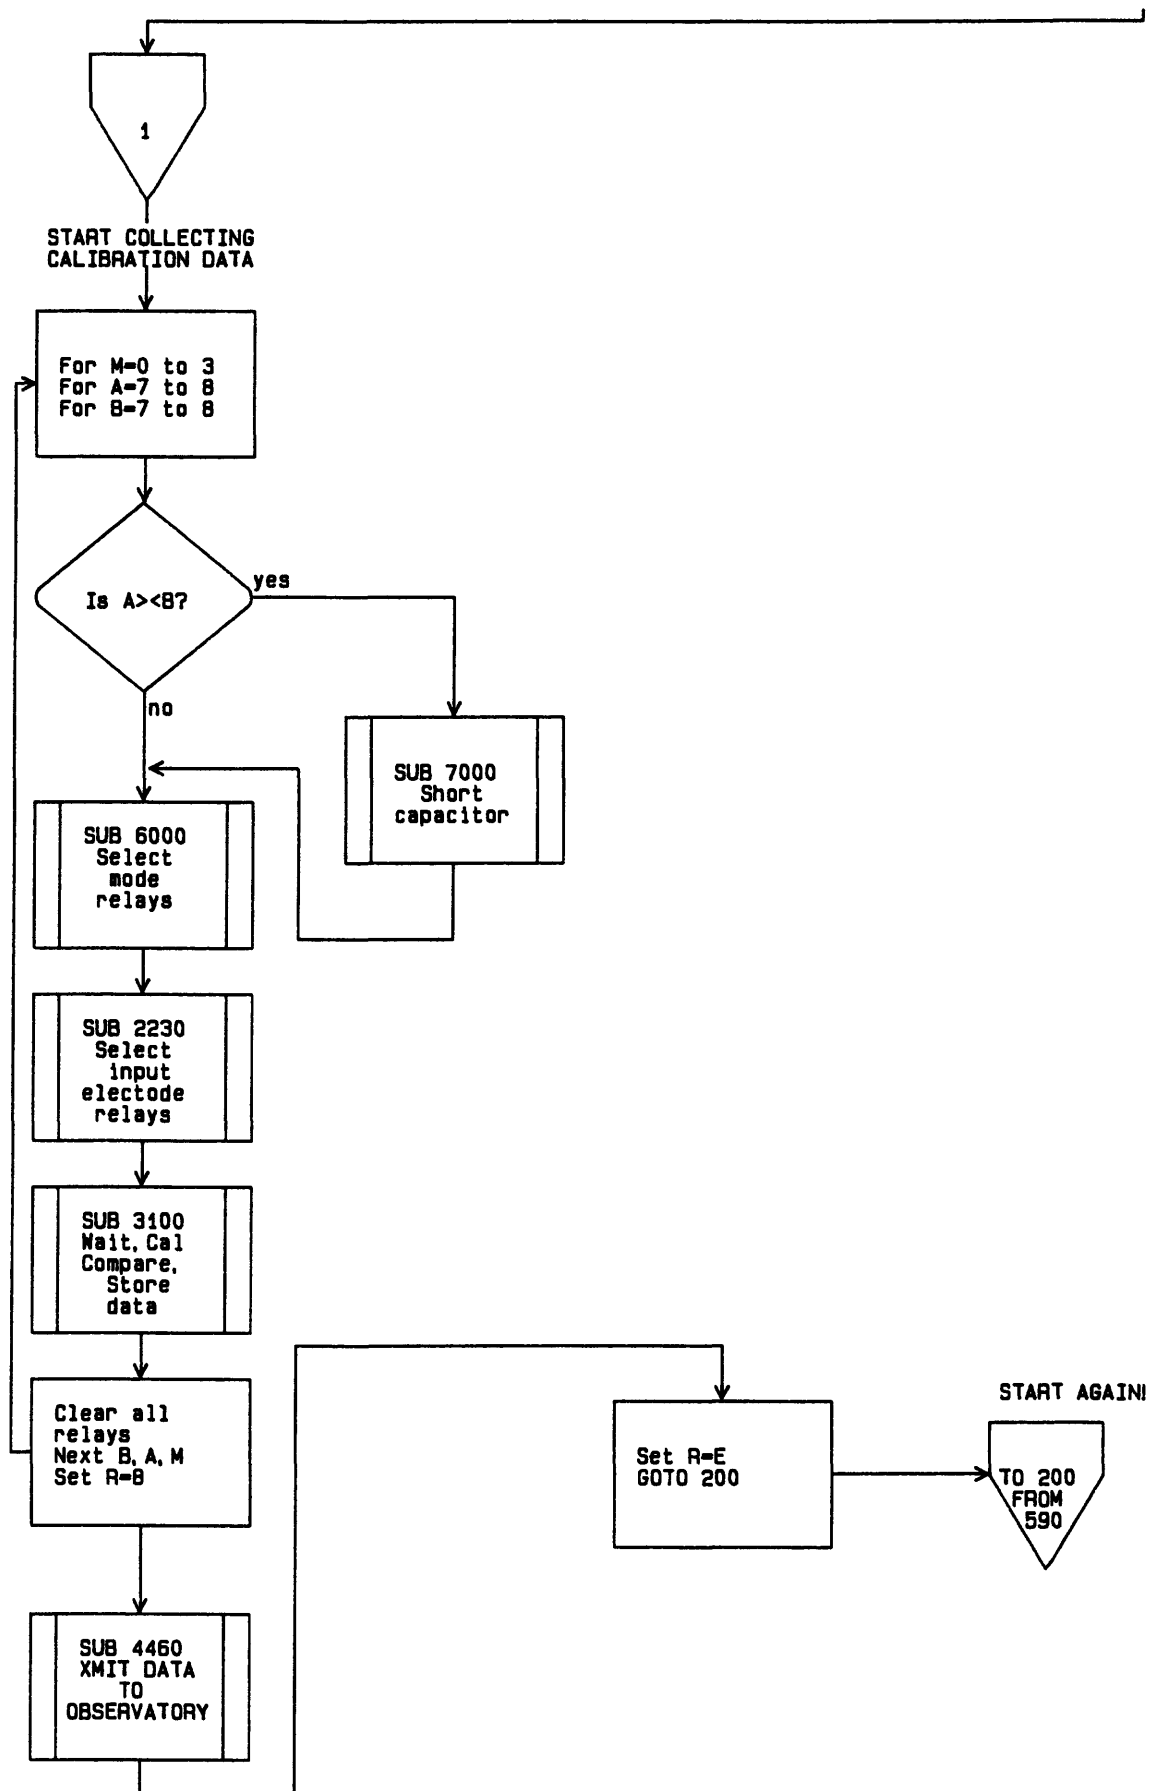 1
START COLLECTING
CALIBRATION DATA
For M=0 to 3
For A=7 to 8
For B=7 to 8
Is A><B?
yes
no
SUB 7000
Short
capacitor
SUB 6000
Select
mode
relays
SUB 2230
Select
input
electode
relays
SUB 3100
Wait, Cal
Compare,
Store
data
Clear all
relays
Next B, A, M
Set R=B
Set R=E
GOTO 200
START AGAIN!
TO 200
FROM
590
SUB 4460
XMIT DATA
TO
OBSERVATORY